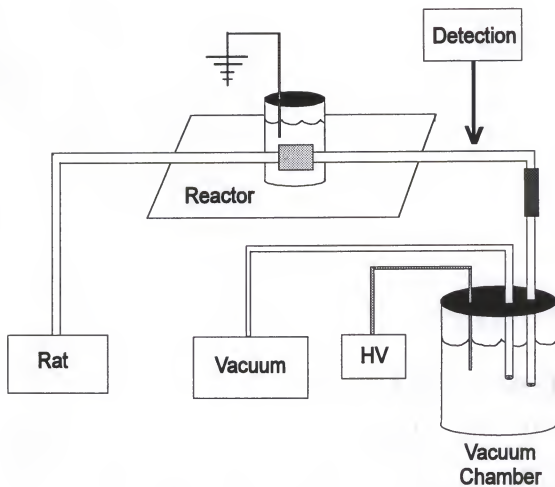 Detection
Reactor
Rat
Vacuum
HV
Vacuum
Chamber